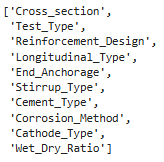 ['Cross_section',
'Test_Type',
'Reinforcement_Design',
'Longitudinal_Type',
'End_Anchorage',
'Stirrup_Type',
'Cement_Type',
'Corrosion_Method',
'Cathode_Type',
'Wet_Dry_Ratio']